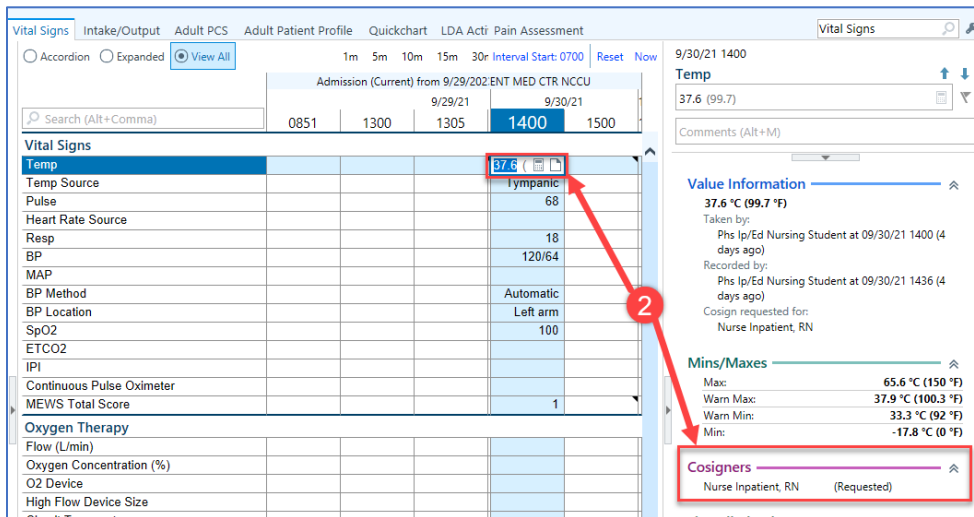 Vital Signs Intake/Output Adult PCS Adult Patient Profile Quickchart LDA Acti Pain Assessment
Vital Signs
Accordion Expanded View All
1m 5m 10m 15m 30r Interval Start: 0700 Reset Now
Admission (Current) from 9/29/202 ENT MED CTR NCCU
9/29/21 9/30/21
Search (Alt+Comma)
0851 1300 1305 1400 1500
Vital Signs
Temp 37.6 (
Temp Source Tympanic
Pulse 68
Heart Rate Source
Resp 18
BP 120/64
MAP
BP Method Automatic
BP Location Left arm
SpO2 100
ETCO2
IPI
Continuous Pulse Oximeter
MEWS Total Score 1
Oxygen Therapy
Flow (L/min)
Oxygen Concentration (%)
O2 Device
High Flow Device Size
2
9/30/21 1400
Temp
37.6 (99.7)
Comments (Alt+M)
Value Information
37.6 °C (99.7 °F)
Taken by:
Phs Ip/Ed Nursing Student at 09/30/21 1400 (4
days ago)
Recorded by:
Phs Ip/Ed Nursing Student at 09/30/21 1436 (4
days ago)
Cosign requested for:
Nurse Inpatient, RN
Mins/Maxes
Max: 65.6 °C (150 °F)
Warn Max: 37.9 °C (100.3 °F)
Warn Min: 33.3 °C (92 °F)
Min: -17.8 °C (0 °F)
Cosigners
Nurse Inpatient, RN (Requested)